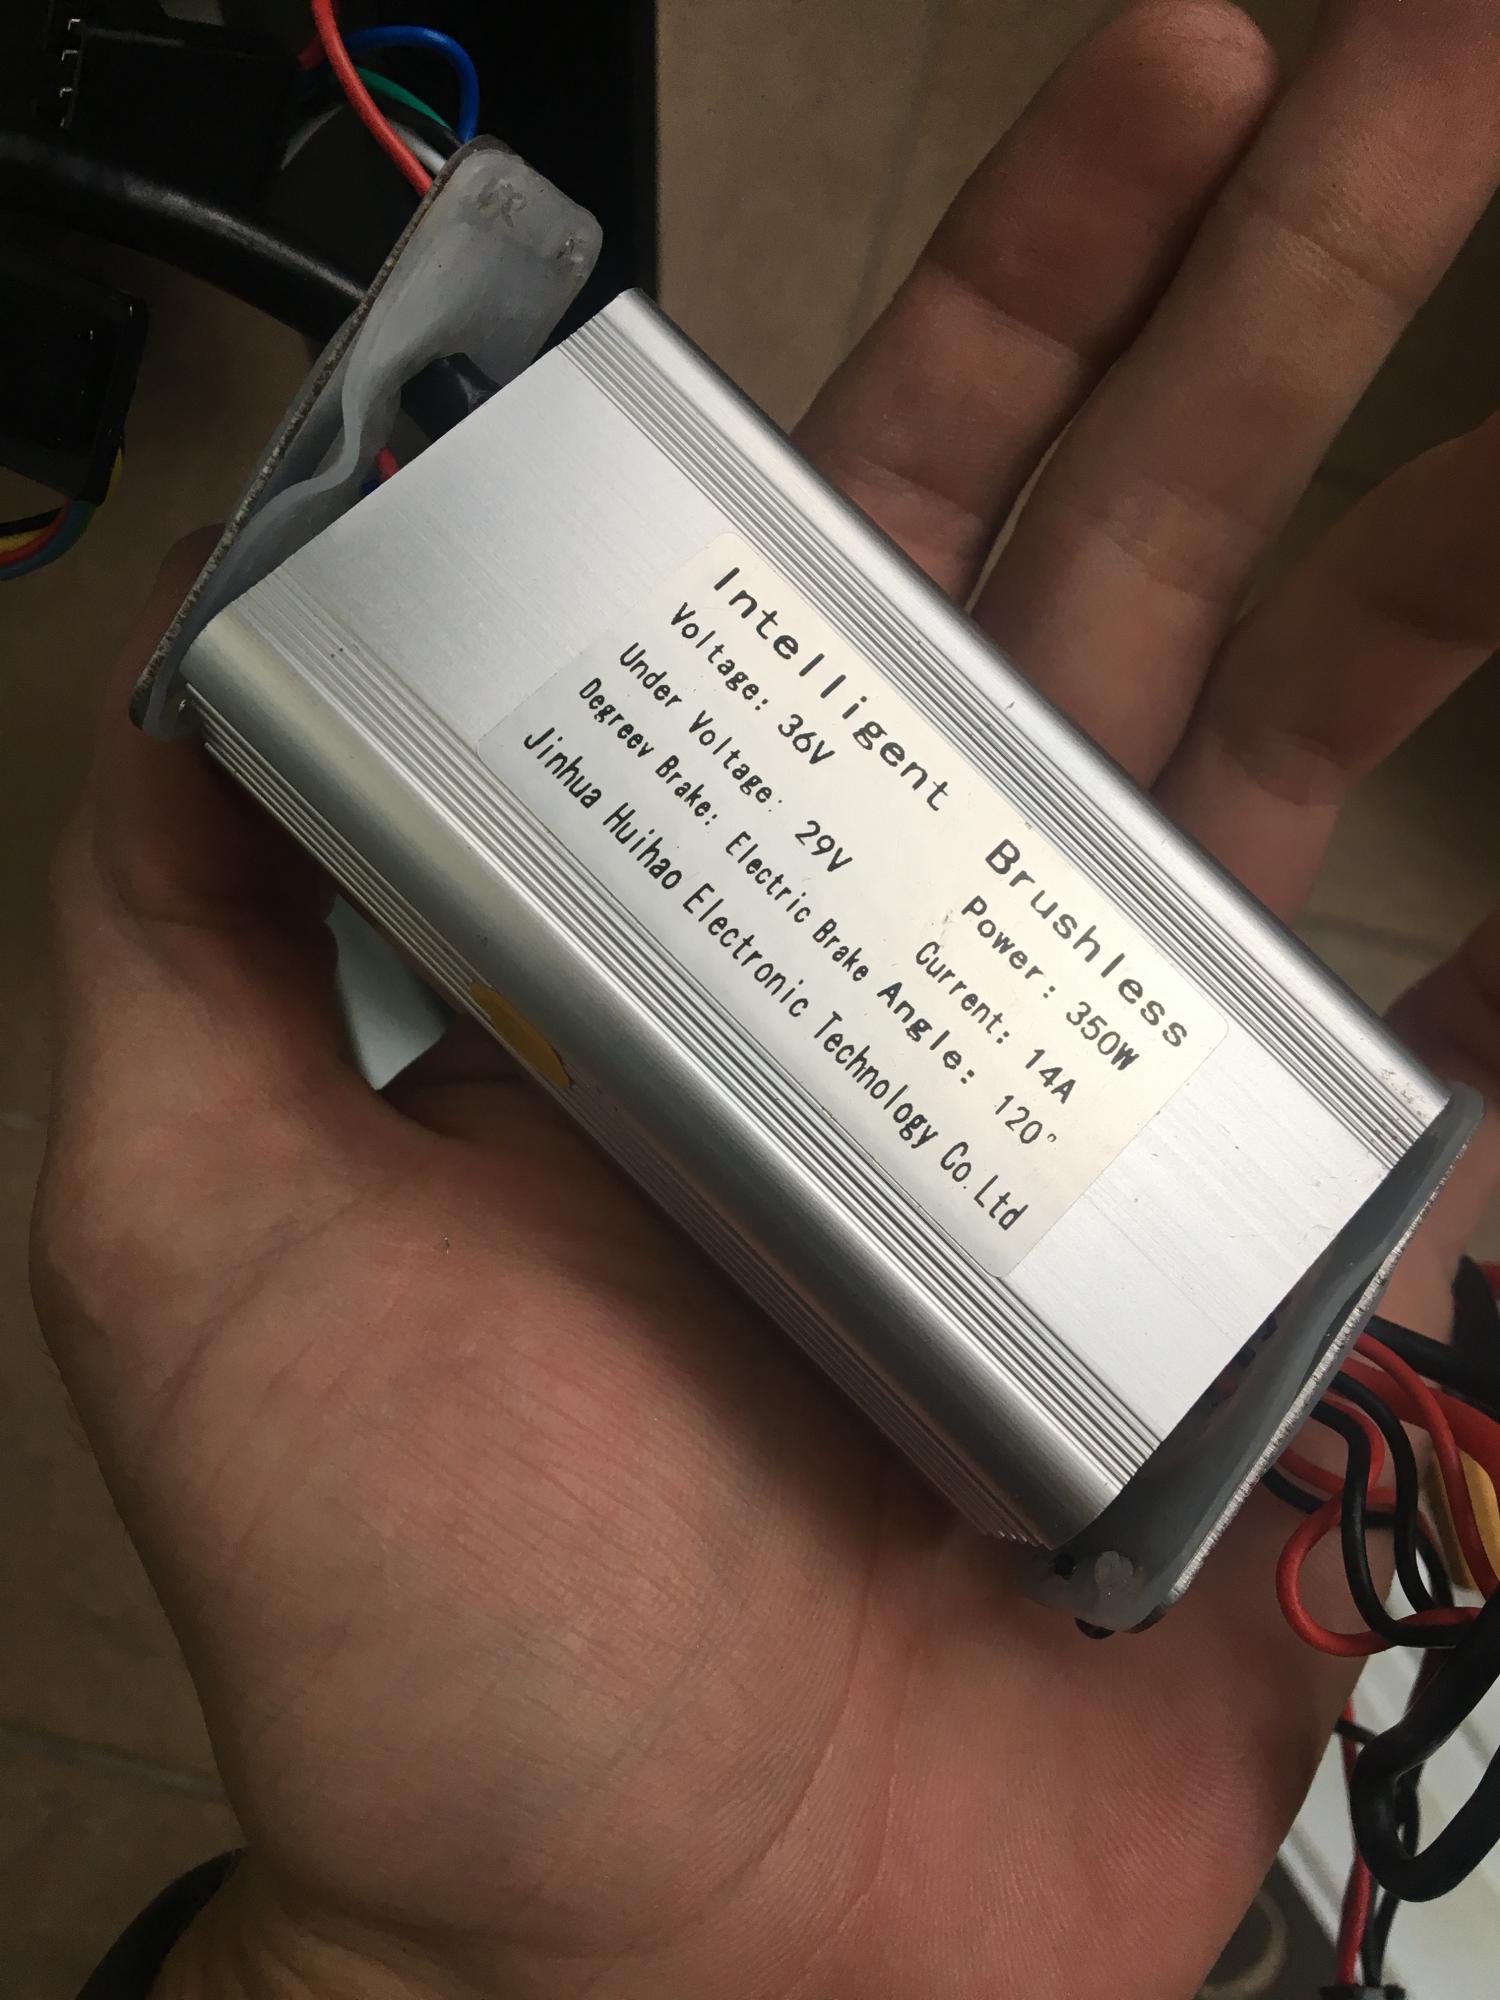 Intelligent Brushless
Voltage: 36V Power: 350W
Under Voltage: 29V Current: 14A
Degreev Brake: Electric Brake Angle: 120"
Jinhua Huihao Electronic Technology Co.Ltd